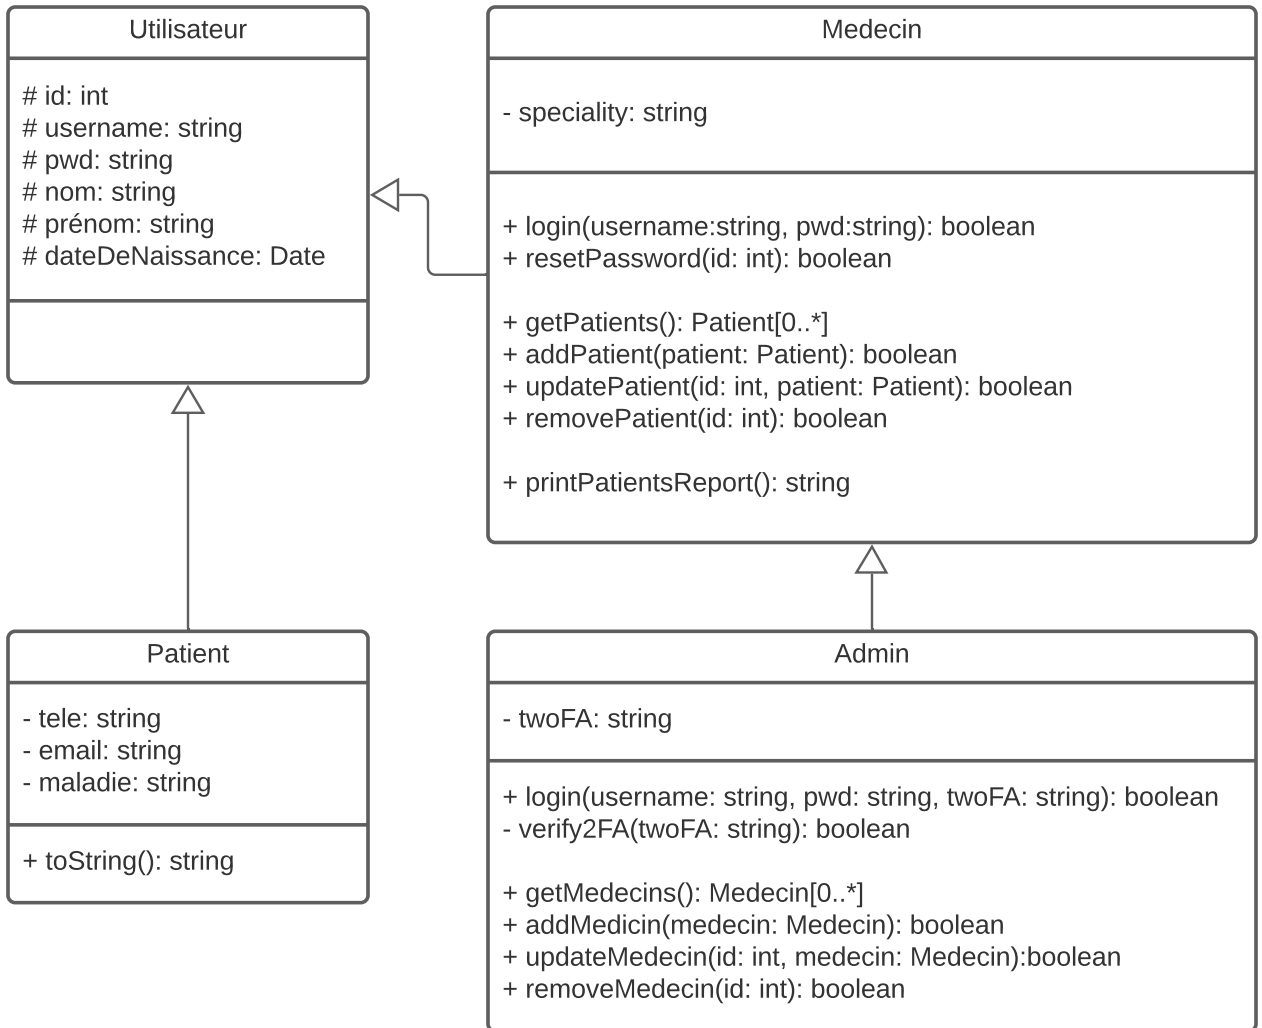 Utilisateur
# id: int
# username: string
# pwd: string
# nom: string
# prénom: string
# dateDeNaissance: Date
Medecin
- speciality: string
+ login(username:string, pwd:string): boolean
+ resetPassword(id: int): boolean
+ getPatients(): Patient[0..*]
+ addPatient(patient: Patient): boolean
+ updatePatient(id: int, patient: Patient): boolean
+ removePatient(id: int): boolean
+ printPatientsReport(): string
Patient
- tele: string
- email: string
- maladie: string
+ toString(): string
Admin
- twoFA: string
+ login(username: string, pwd: string, twoFA: string): boolean
- verify2FA(twoFA: string): boolean
+ getMedecins(): Medecin[0..*]
+ addMedicin(medecin: Medecin): boolean
+ updateMedecin(id: int, medecin: Medecin):boolean
+ removeMedecin(id: int): boolean